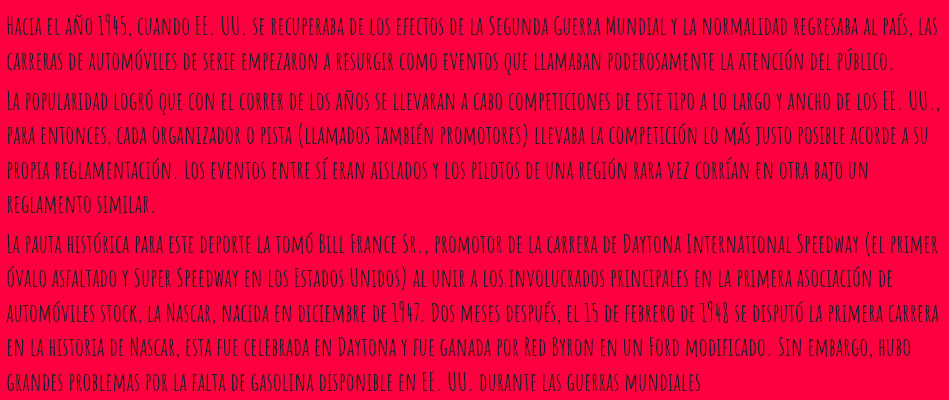 Hacia el año 1945, cuando EE. UU. se recuperaba de los efectos de la Segunda Guerra Mundial y la normalidad regresaba al país, las
carreras de automóviles de serie empezaron a resurgir como eventos que llamaban poderosamente la atención del público.
La popularidad logró que con el correr de los años se llevaran a cabo competiciones de este tipo a lo largo y ancho de los EE. UU.,
para entonces, cada organizador o pista (llamados también promotores) llevaba la competición lo más justo posible acorde a su
propia reglamentación. Los eventos entre sí eran aislados y los pilotos de una región rara vez corrían en otra bajo un
reglamento similar.
La pauta histórica para este deporte la tomó Bill France Sr., promotor de la carrera de Daytona International Speedway (el primer
óvalo asfaltado y Super Speedway en los Estados Unidos) al unir a los involucrados principales en la primera asociación de
automóviles stock, la Nascar, nacida en diciembre de 1947. Dos meses después, el 15 de febrero de 1948 se disputó la primera carrera
en la historia de Nascar, esta fue celebrada en Daytona y fue ganada por Red Byron en un Ford modificado. Sin embargo, hubo
grandes problemas por la falta de gasolina disponible en EE. UU. durante las guerras mundiales